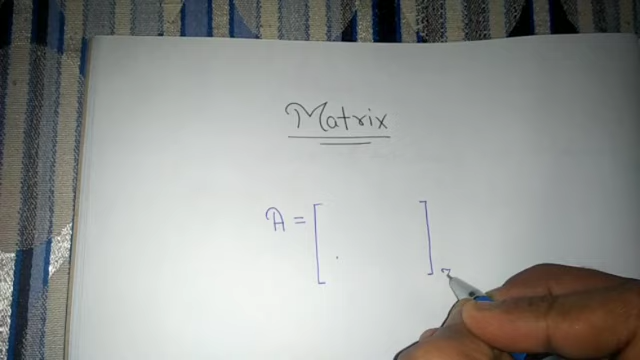 Matrix
A = [ ]